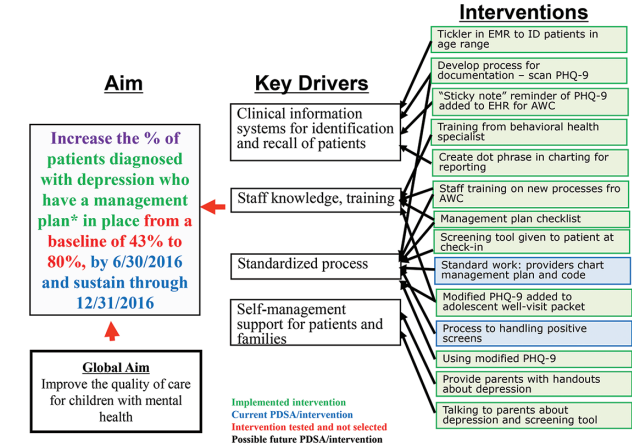 Interventions
Aim
Key Drivers
Increase the % of
patients diagnosed
with depression who
have a management
plan* in place from a
baseline of 43% to
80%, by 6/30/2016
and sustain through
12/31/2016
Global Aim
Improve the quality of care
for children with mental
health
Clinical information
systems for identification
and recall of patients
Staff knowledge, training
Standardized process
Self-management
support for patients and
families
Tickler in EMR to ID patients in
age range
Develop process for
documentation – scan PHQ-9
“Sticky note” reminder of PHQ-9
added to EHR for AWC
Training from behavioral health
specialist
Create dot phrase in charting for
reporting
Staff training on new processes fro
AWC
Management plan checklist
Screening tool given to patient at
check-in
Standard work: providers chart
management plan and code
Modified PHQ-9 added to
adolescent well-visit packet
Process to handling positive
screens
Using modified PHQ-9
Provide parents with handouts
about depression
Talking to parents about
depression and screening tool
Implemented intervention
Current PDSA/intervention
Intervention tested and not selected
Possible future PDSA/intervention